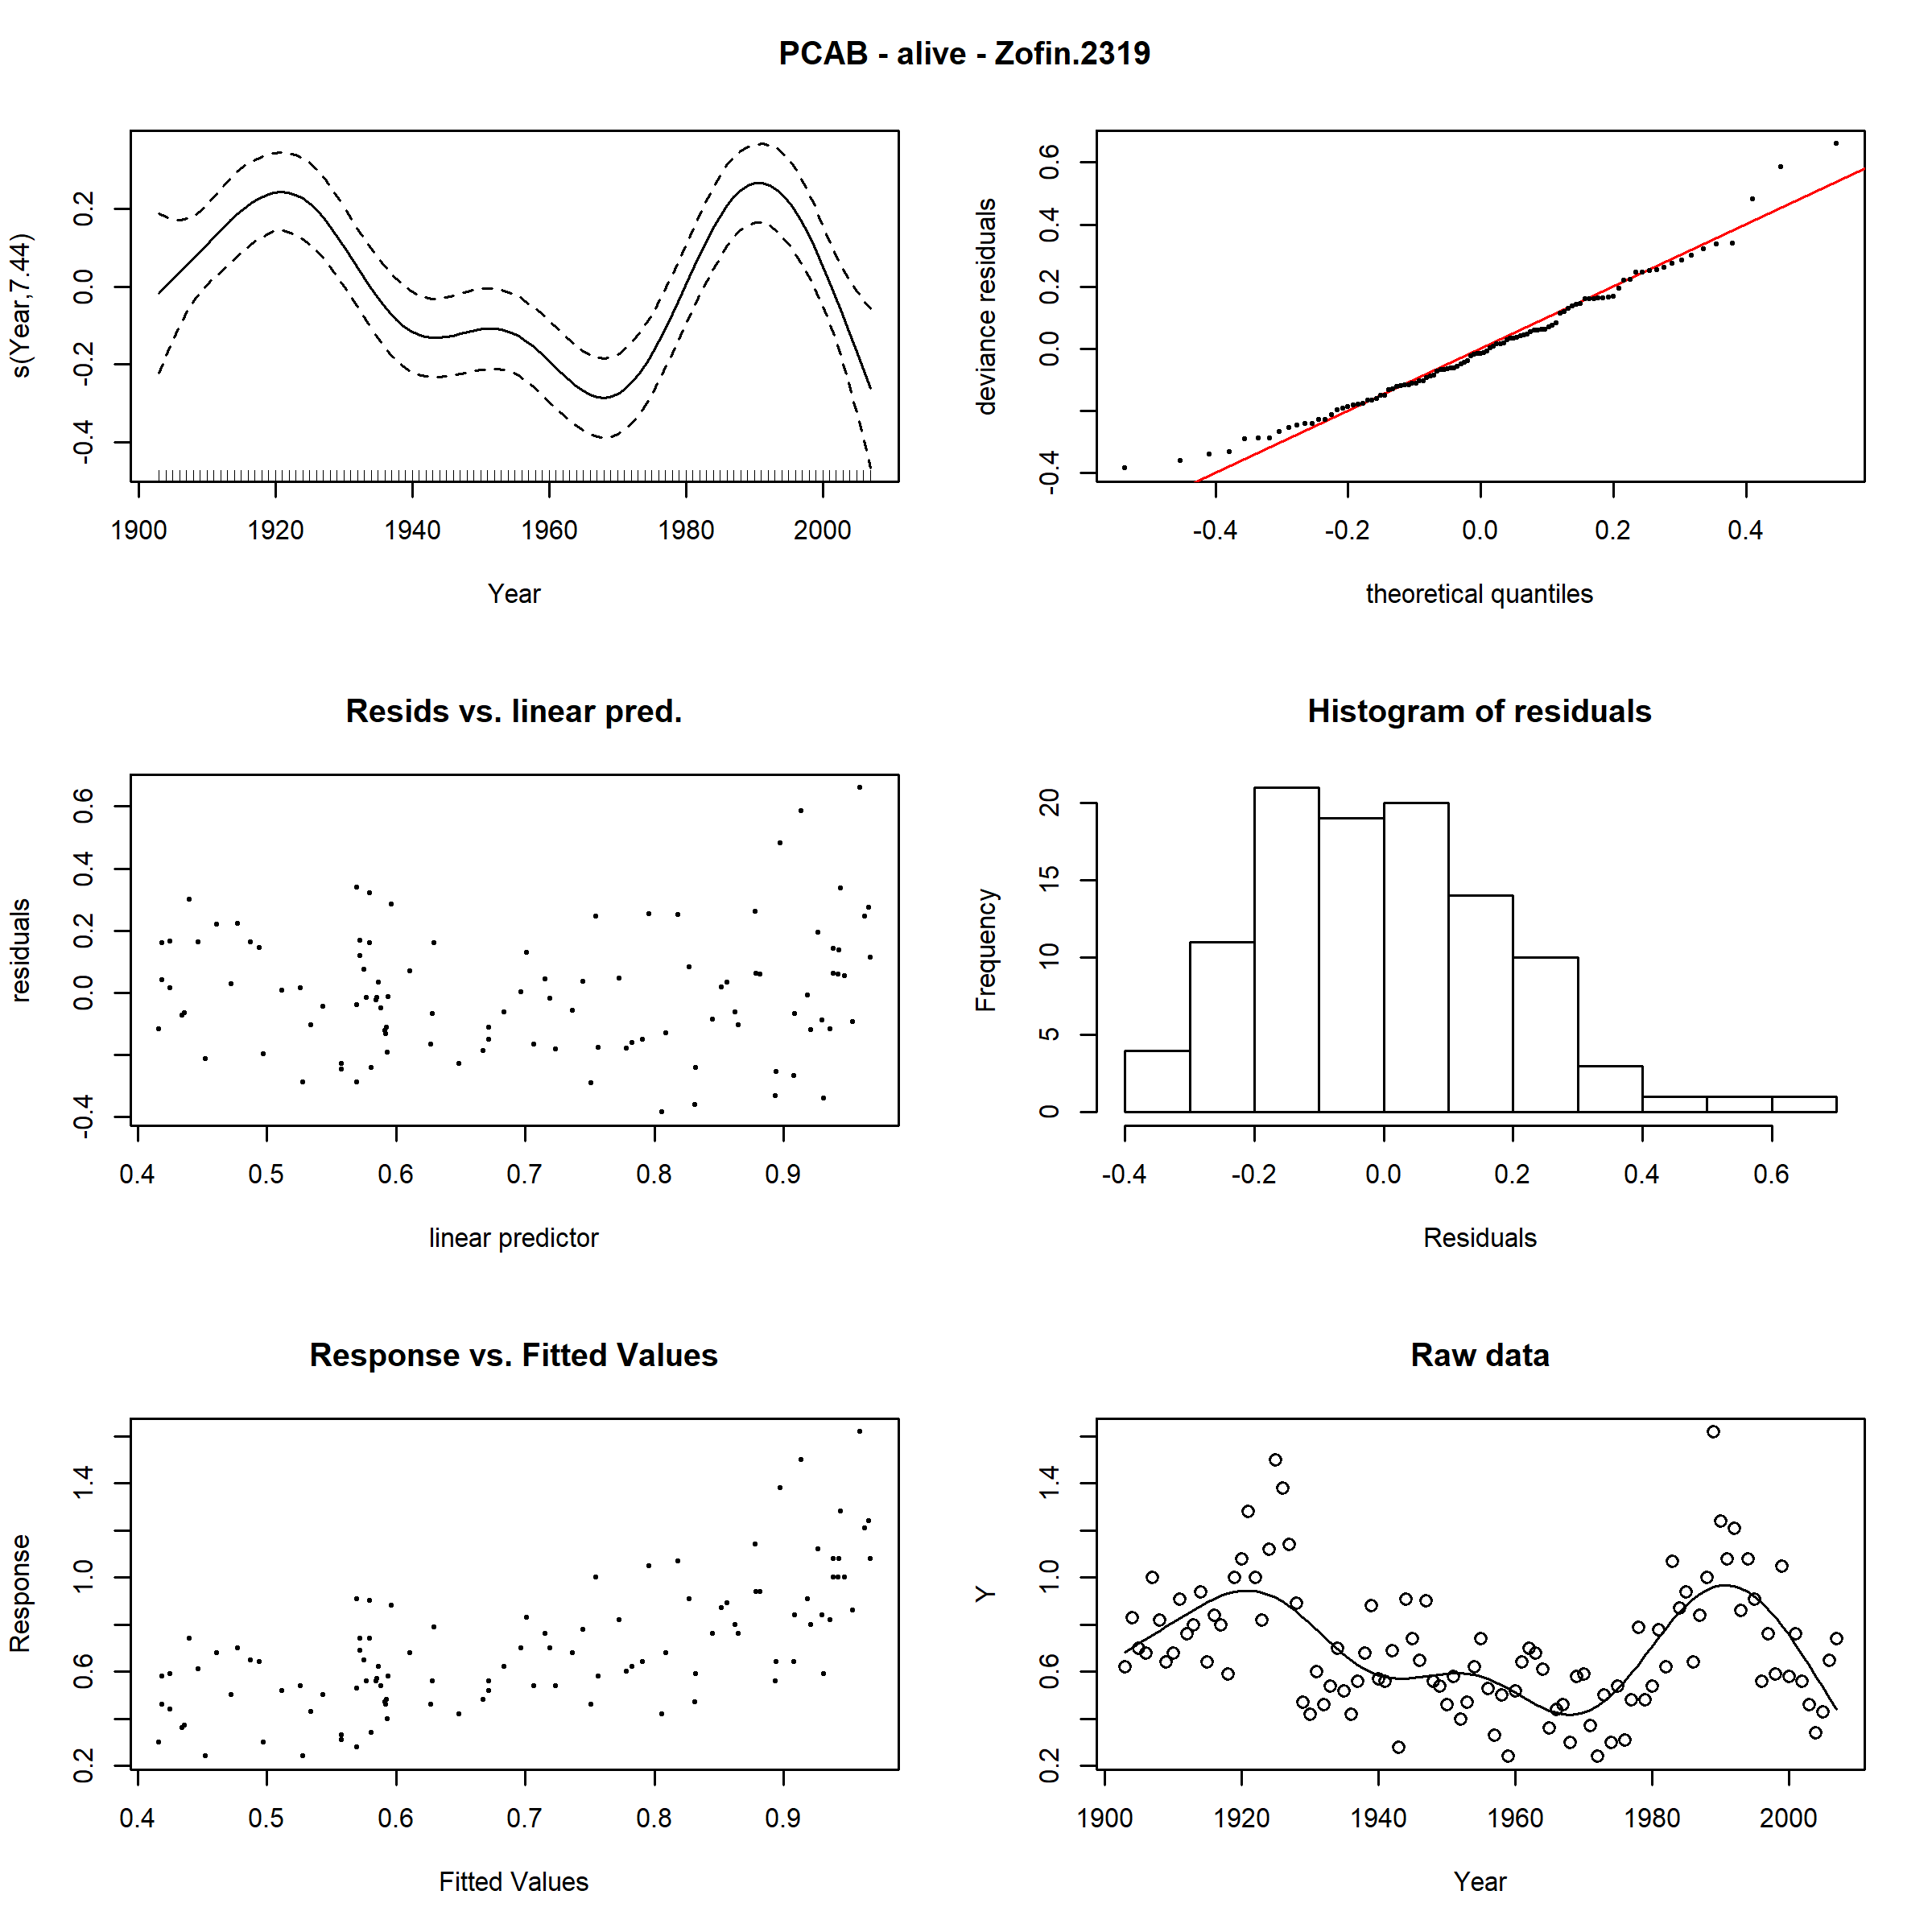 PCAB - alive - Zofin.2319
s(Year,7.44)
0.2
0.0
-0.2
-0.4
1900 1920 1940 1960 1980 2000
Year
deviance residuals
0.6
0.4
0.2
0.0
-0.4
-0.4 -0.2 0.0 0.2 0.4
theoretical quantiles
Resids vs. linear pred.
residuals
0.6
0.4
0.2
0.0
-0.4
0.4 0.5 0.6 0.7 0.8 0.9
linear predictor
Histogram of residuals
Frequency
20
15
10
5
0
-0.4 -0.2 0.0 0.2 0.4 0.6
Residuals
Response vs. Fitted Values
Response
1.4
1.0
0.6
0.2
0.4 0.5 0.6 0.7 0.8 0.9
Fitted Values
Raw data
Y
1.4
1.0
0.6
0.2
1900 1920 1940 1960 1980 2000
Year